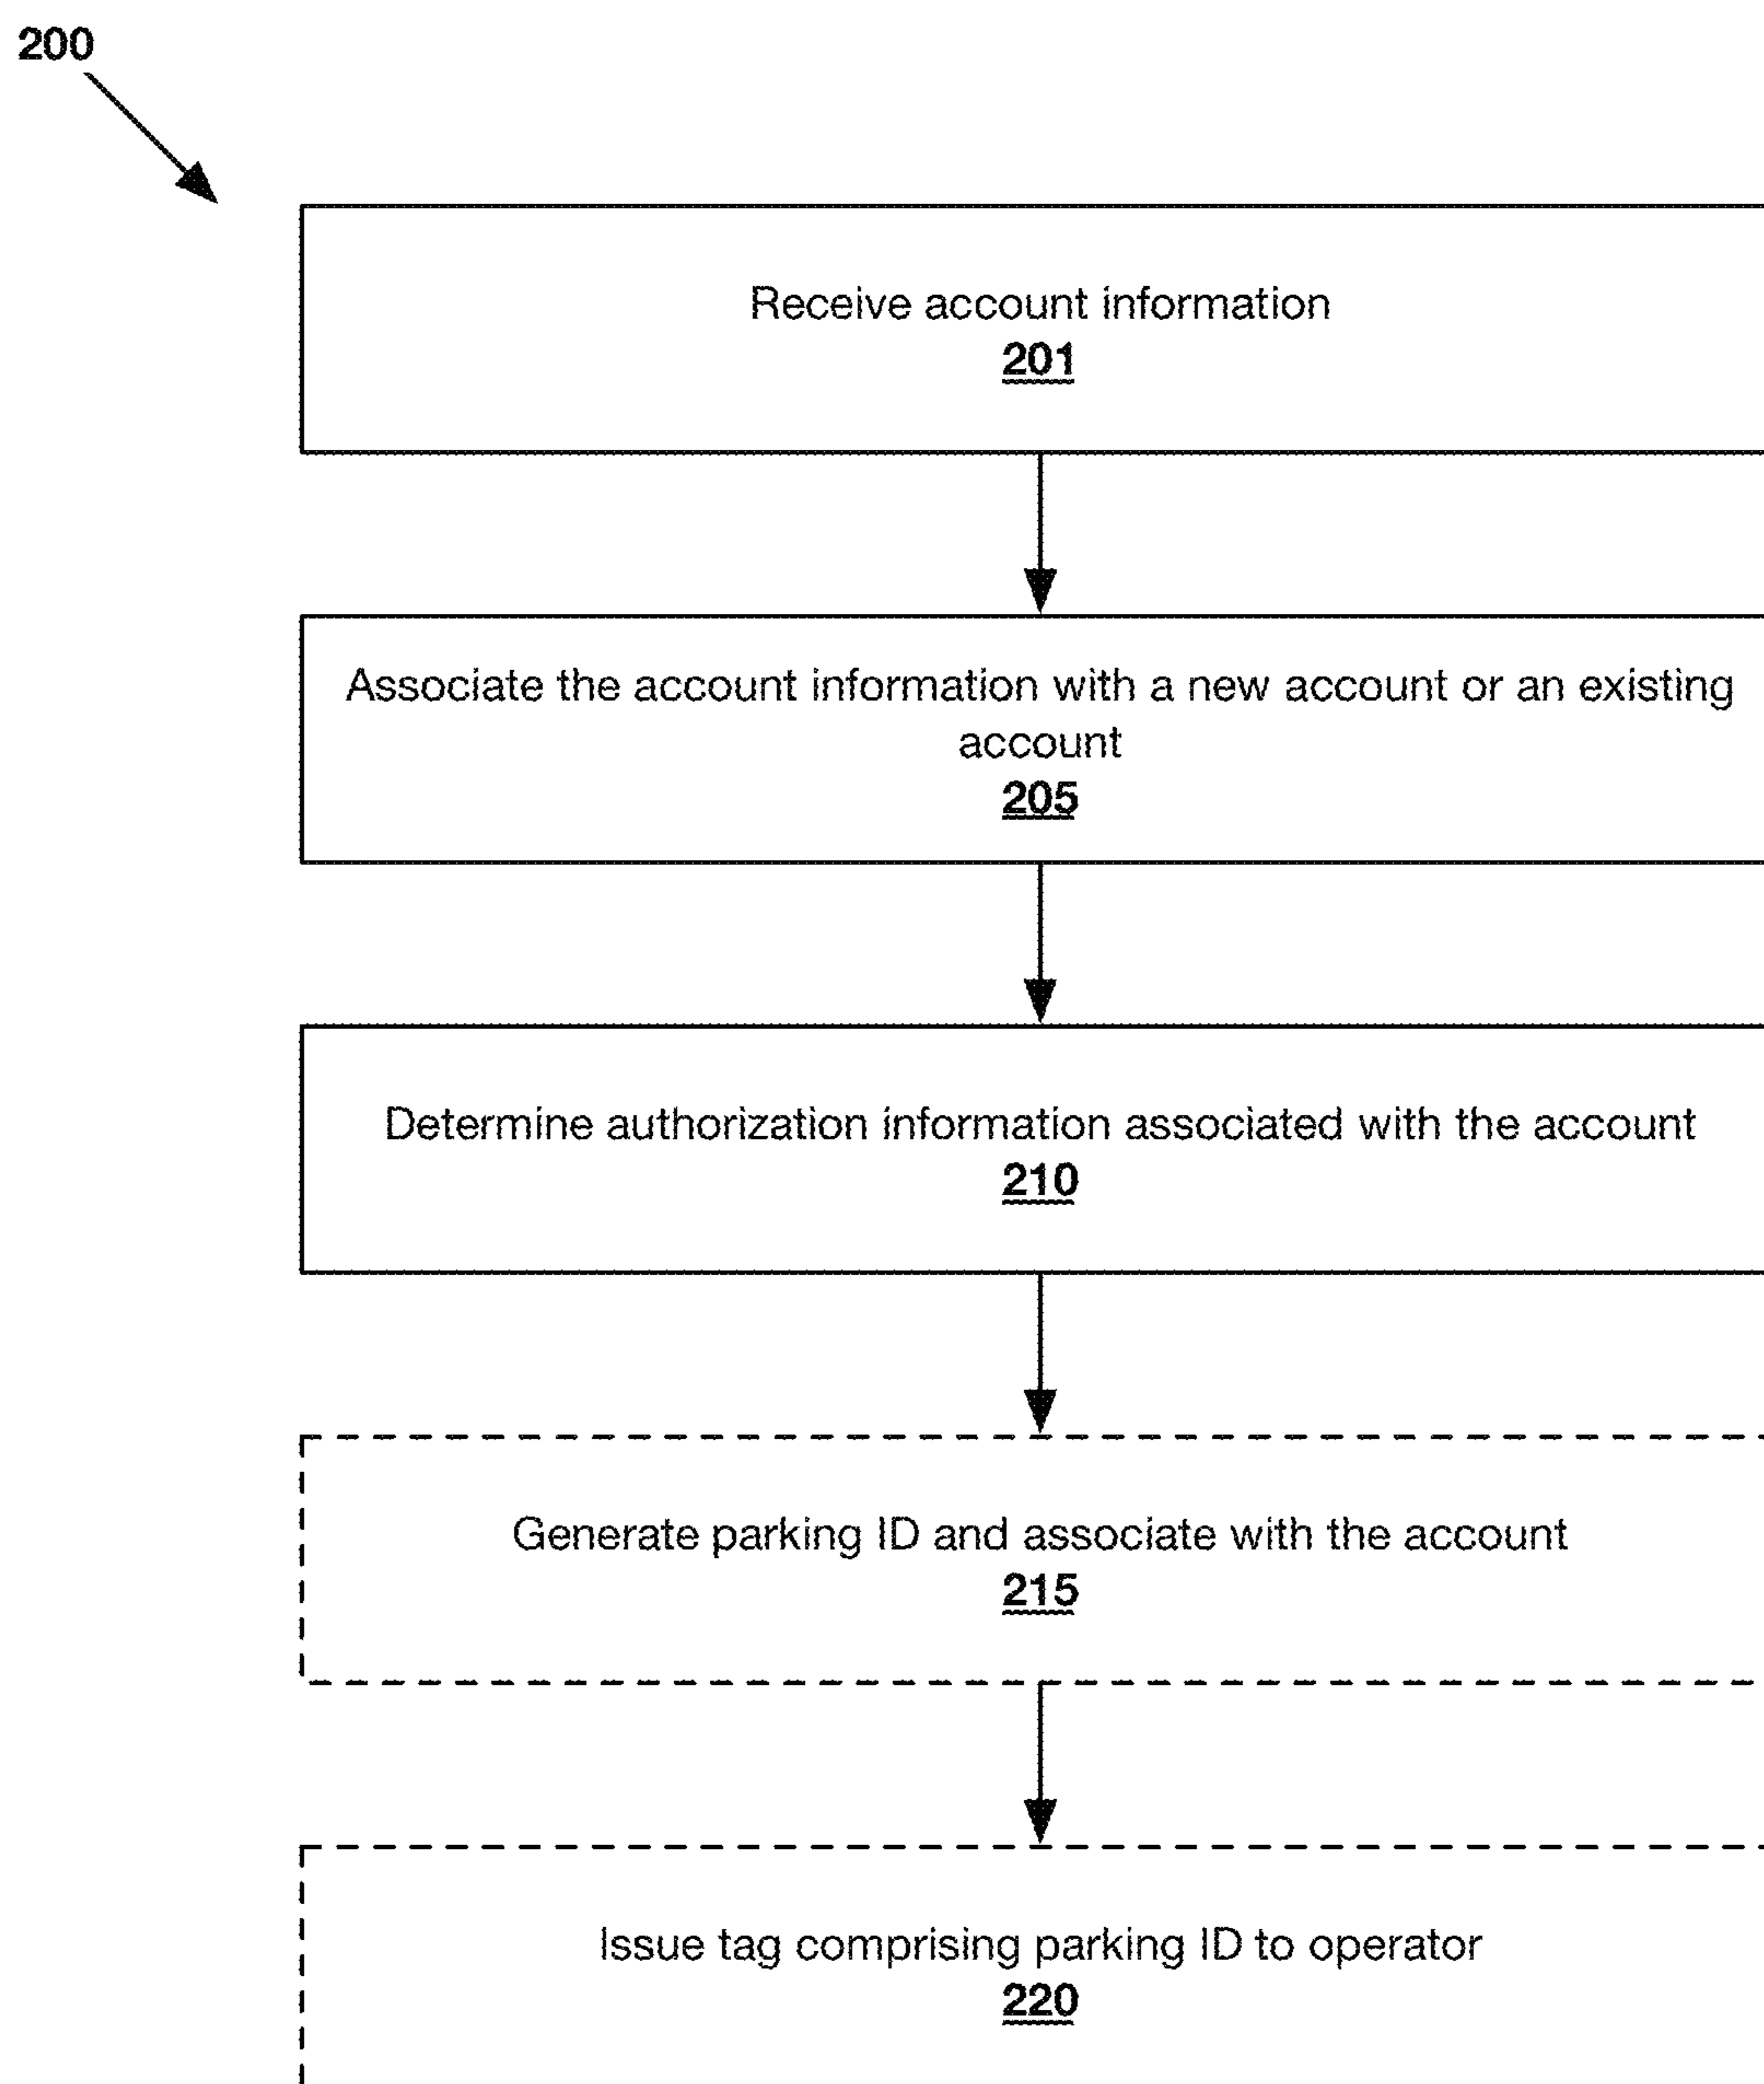 200
Receive account information
201
Associate the account information with a new account or an existing
account
205
Determine authorization information associated with the account
210
Generate parking ID and associate with the account
215
Issue tag comprising parking ID to operator
220